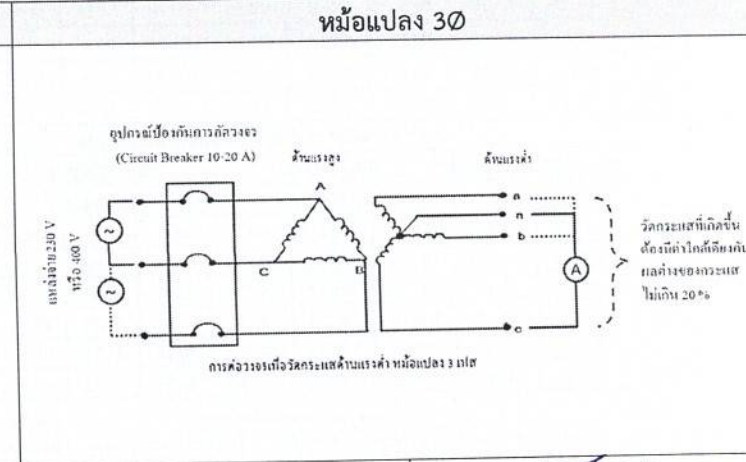 หม้อแปลง 3Ø
อุปกรณ์ป้องกันการลัดวงจร
(Circuit Breaker 10-20 A)
ด้านแรงสูง
ด้านแรงต่ำ
A
C
B
a
n
b
c
A
~
~
แหล่งจ่าย 230 V
หรือ 400 V
วัดกระแสที่เกิดขึ้น
ต้องมีค่าใกล้เคียงกัน
ผลต่างของกระแส
ไม่เกิน 20 %
การต่อวงจรเพื่อวัดกระแสด้านแรงต่ำ หม้อแปลง 3 เฟส